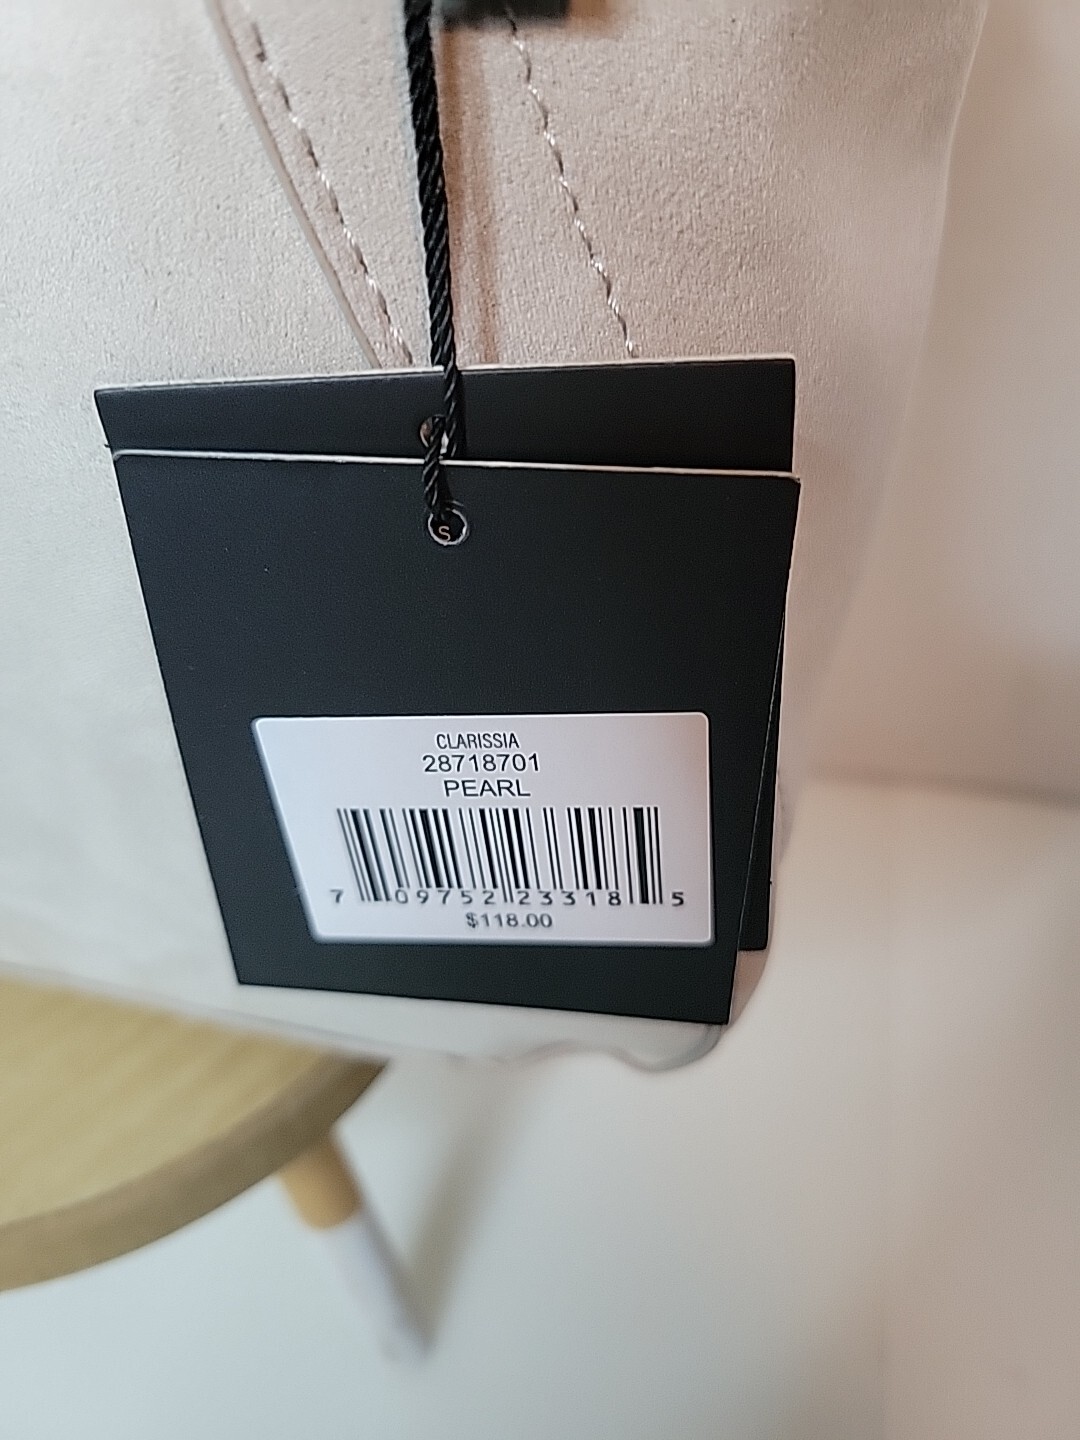 S
CLARISSIA
28718701
PEARL
7 09752 23318 5
$118.00